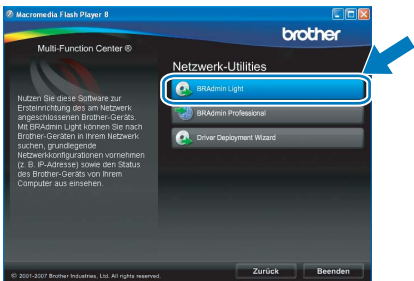 Macromedia Flash Player 8
brother
Multi-Function Center ®
Netzwerk-Utilities
Nutzen Sie diese Software zur
Ersteinrichtung des am Netzwerk
angeschlossenen Brother-Geräts.
Mit BRAdmin Light können Sie nach
Brother-Geräten in Ihrem Netzwerk
suchen, grundlegende
Netzwerkkonfigurationen vornehmen
(z. B. IP-Adresse) sowie den Status
des Brother-Geräts von Ihrem
Computer aus einsehen.
BRAdmin Light
BRAdmin Professional
Driver Deployment Wizard
© 2001-2007 Brother Industries, Ltd. All rights reserved.
Zurück
Beenden